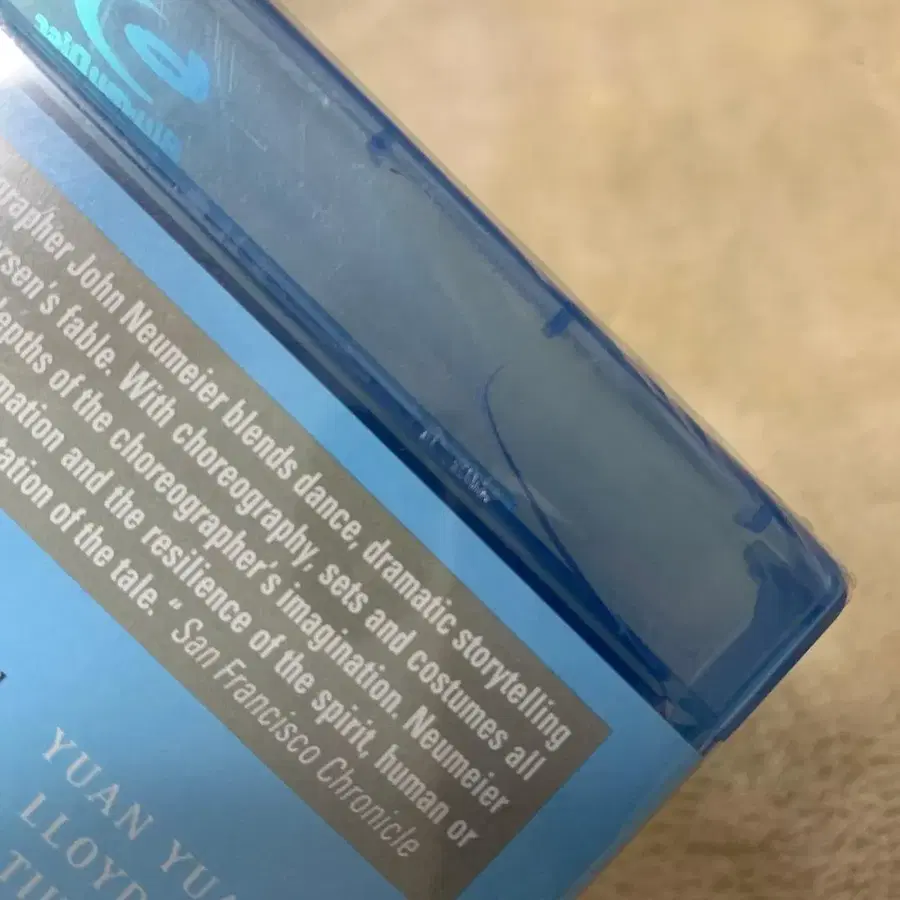 grapher John Neumeier blends dance, dramatic storytelling
rsen's fable. With choreography, sets and costumes all
epths of the choreographer's imagination. Neumeier
mation and the resilience of the spirit, human or
tation of the tale." San Francisco Chronicle
YUAN YUA
LLOYD